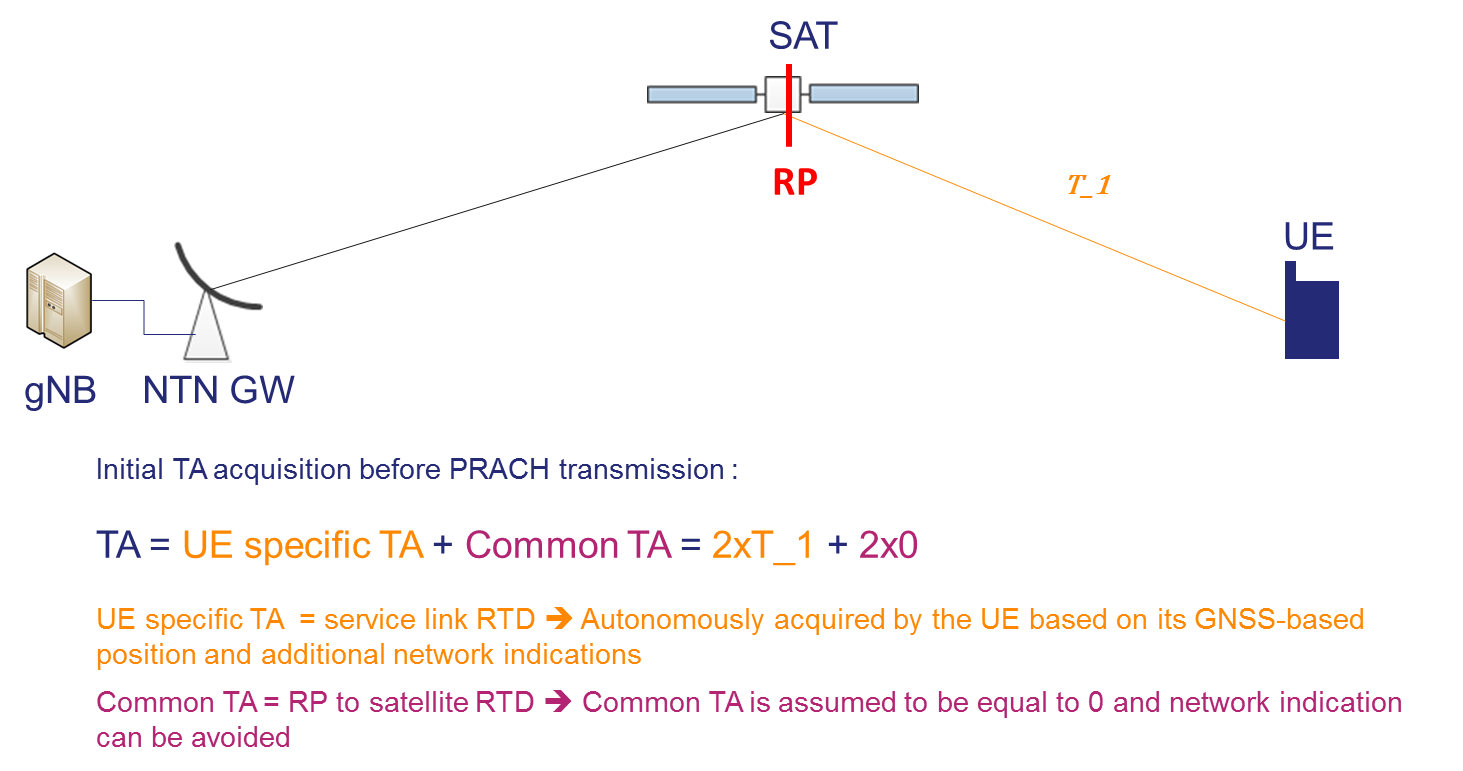 SAT
RP
T_1
UE
gNB
NTN GW
Initial TA acquisition before PRACH transmission :
TA = UE specific TA + Common TA = 2xT_1 + 2x0
UE specific TA = service link RTD ➔ Autonomously acquired by the UE based on its GNSS-based
position and additional network indications
Common TA = RP to satellite RTD ➔ Common TA is assumed to be equal to 0 and network indication
can be avoided